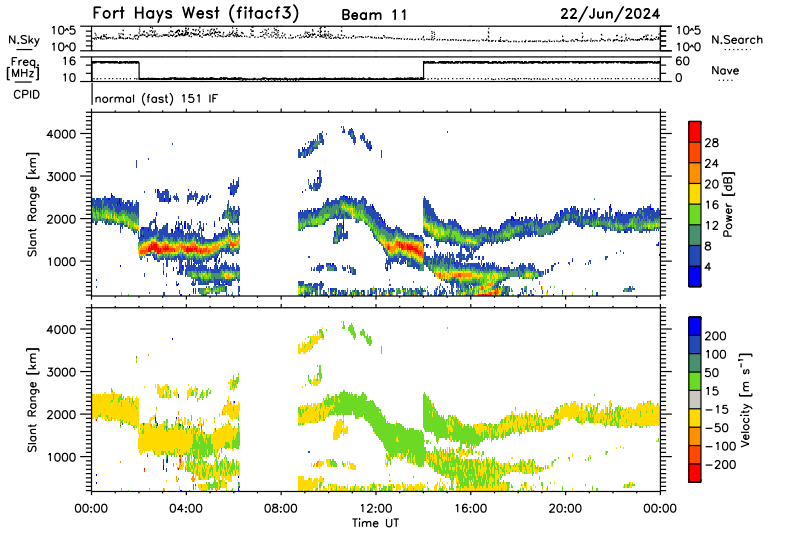 Fort Hays West (fitacf3) Beam 11 22/Jun/2024
N.Sky 10^5 10^0 10^5 10^0 N.Search
Freq. [MHz] 16 10 60 0 Nave
CPID normal (fast) 151 IF
Slant Range [km] 4000 3000 2000 1000
Power [dB] 28 24 20 16 12 8 4
Slant Range [km] 4000 3000 2000 1000
Velocity [m s⁻¹] 200 100 50 15 −15 −50 −100 −200
00:00 04:00 08:00 12:00 16:00 20:00 00:00
Time UT